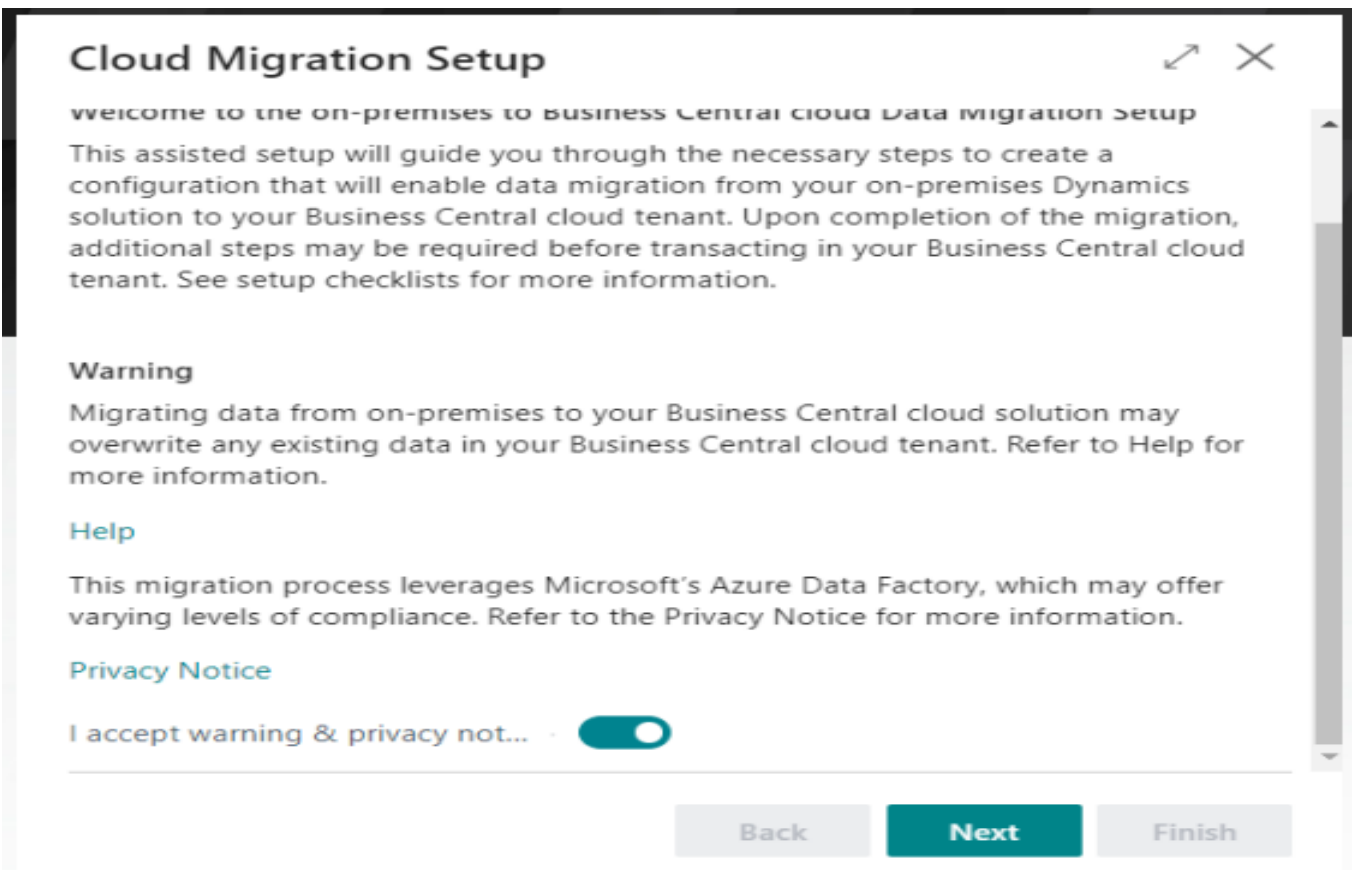 Cloud Migration Setup
Welcome to the on-premises to Business Central cloud Data Migration Setup
This assisted setup will guide you through the necessary steps to create a
configuration that will enable data migration from your on-premises Dynamics
solution to your Business Central cloud tenant. Upon completion of the migration,
additional steps may be required before transacting in your Business Central cloud
tenant. See setup checklists for more information.
Warning
Migrating data from on-premises to your Business Central cloud solution may
overwrite any existing data in your Business Central cloud tenant. Refer to Help for
more information.
Help
This migration process leverages Microsoft's Azure Data Factory, which may offer
varying levels of compliance. Refer to the Privacy Notice for more information.
Privacy Notice
I accept warning & privacy not...
Back Next Finish